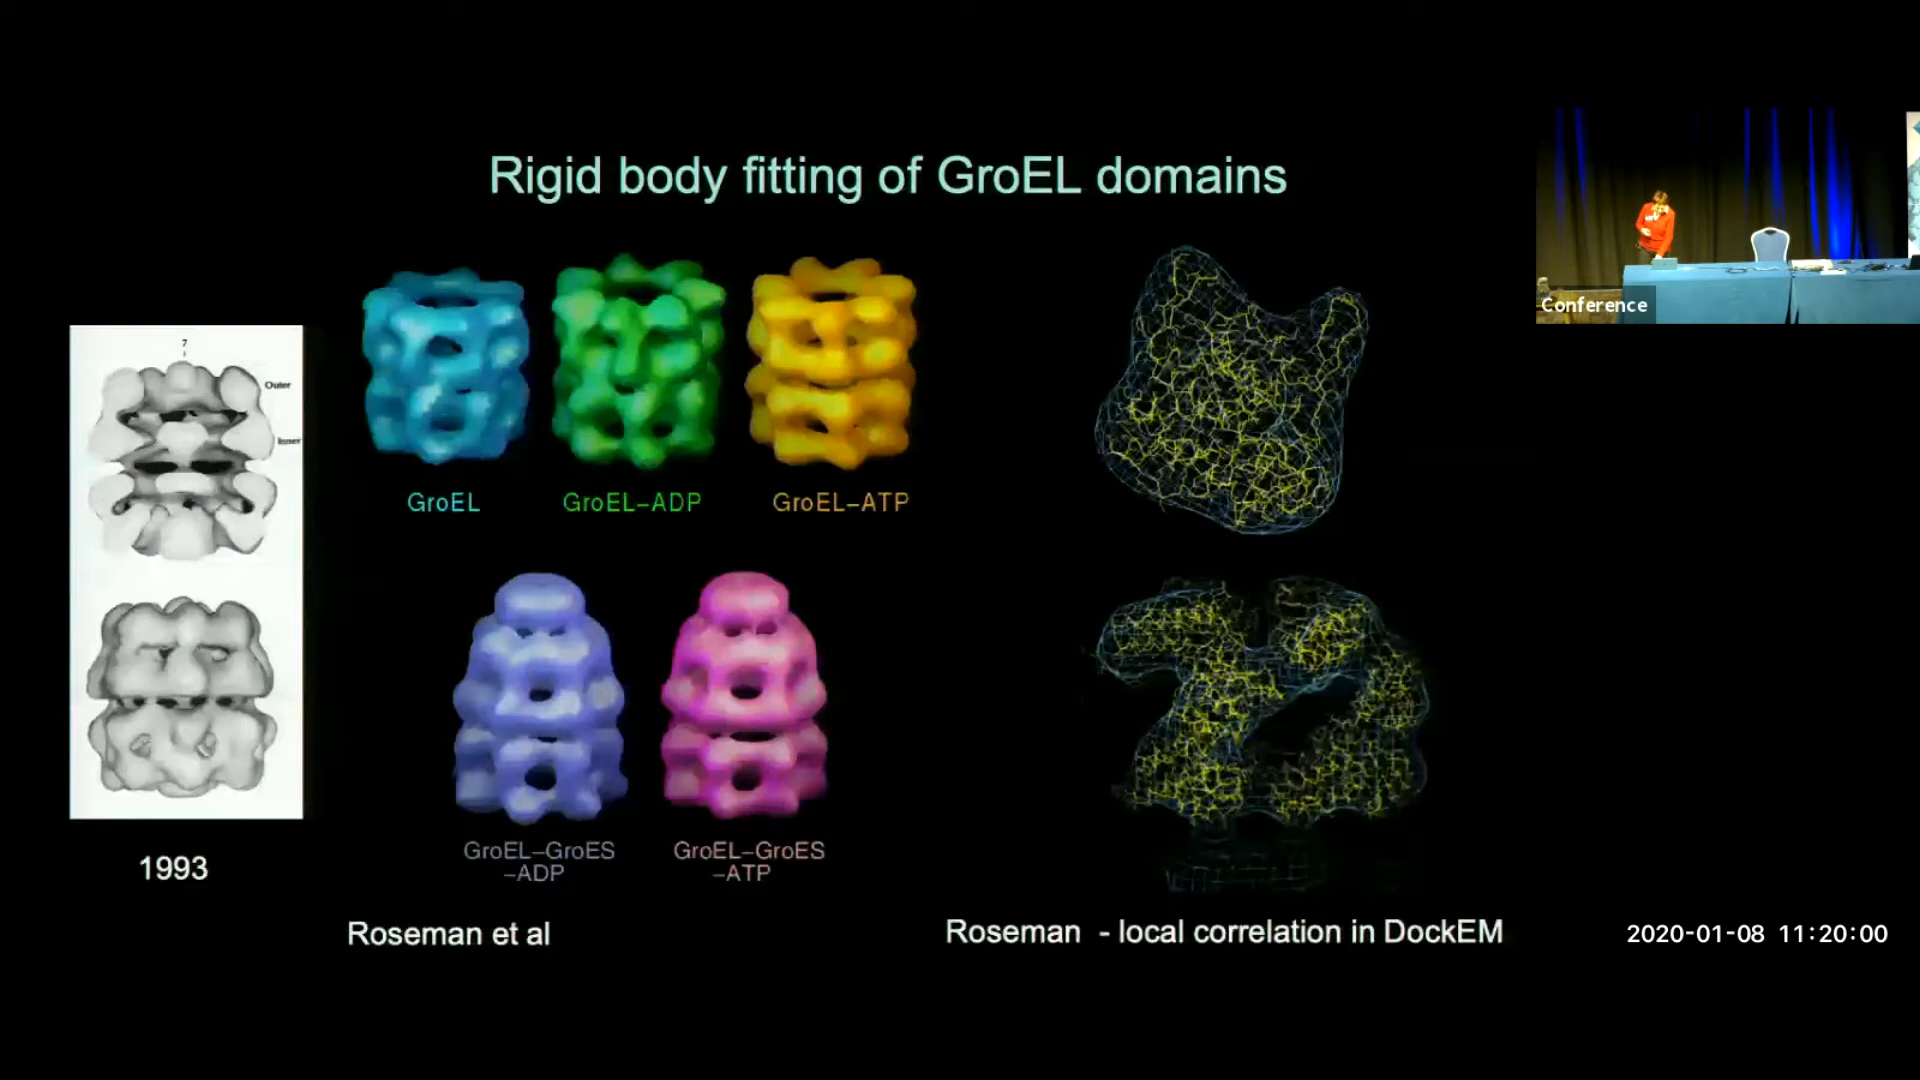 Rigid body fitting of GroEL domains
Conference
7
Outer
Inner
GroEL
GroEL–ADP
GroEL–ATP
GroEL–GroES
–ADP
GroEL–GroES
–ATP
1993
Roseman et al
Roseman - local correlation in DockEM
2020-01-08 11:20:00